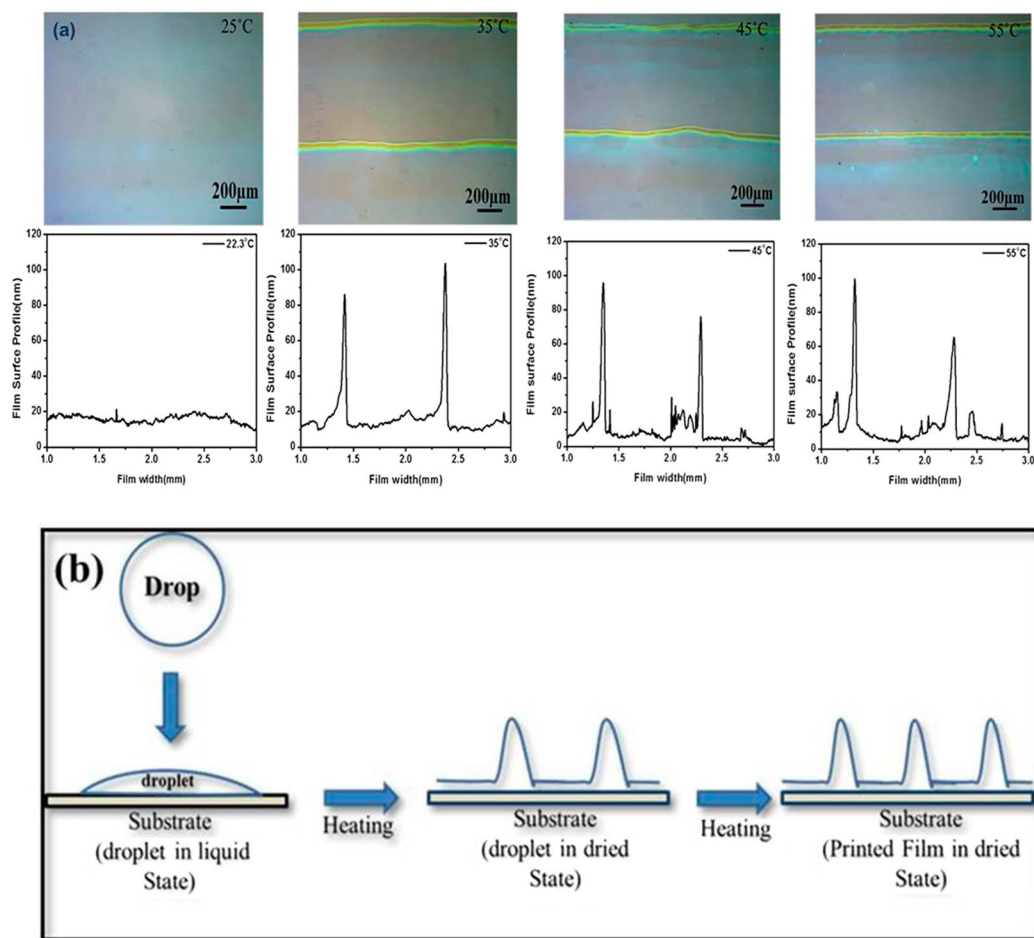 (a)
25°C
35°C
45°C
55°C
200μm
200μm
200μm
200μm
120
100
80
60
40
20
0
Film Surfce Profile(nm)
22.3°C
1.0 1.5 2.0 2.5 3.0
Film width(mm)
120
100
80
60
40
20
0
Film Surface Profile(nm)
35°C
1.0 1.5 2.0 2.5 3.0
Film width(mm)
120
100
80
60
40
20
0
Film surface Profile(nm)
45°C
1.0 1.5 2.0 2.5 3.0
Film width(mm)
120
100
80
60
40
20
0
Film surface Profile(nm)
55°C
1.0 1.5 2.0 2.5 3.0
Film width(mm)
(b)
Drop
droplet
Substrate
(droplet in liquid
State)
Heating
Substrate
(droplet in dried
State)
Heating
Substrate
(Printed Film in dried
State)